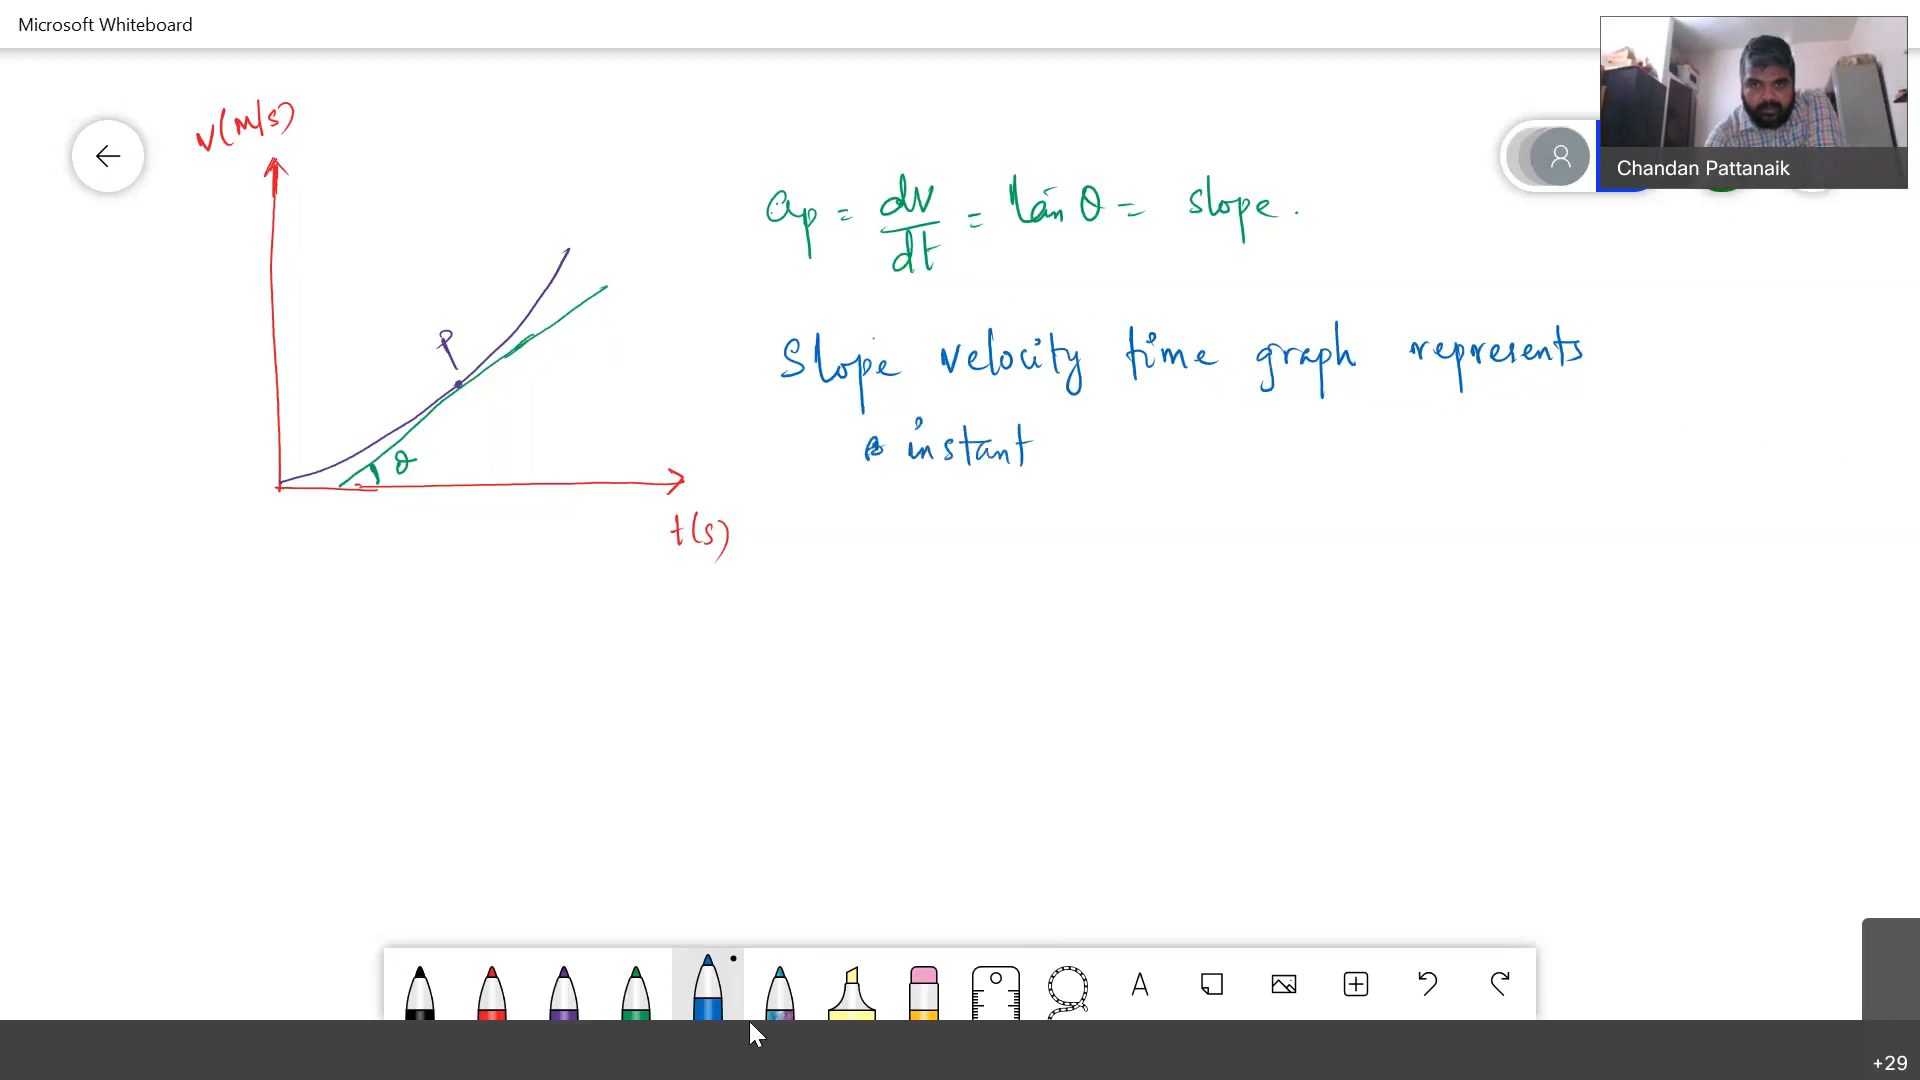 Microsoft Whiteboard
v(m/s)
Chandan Pattanaik
ap = dv/dt = tan θ = slope.
P
Slope velocity time graph represents
instant
θ
t(s)
A
+29